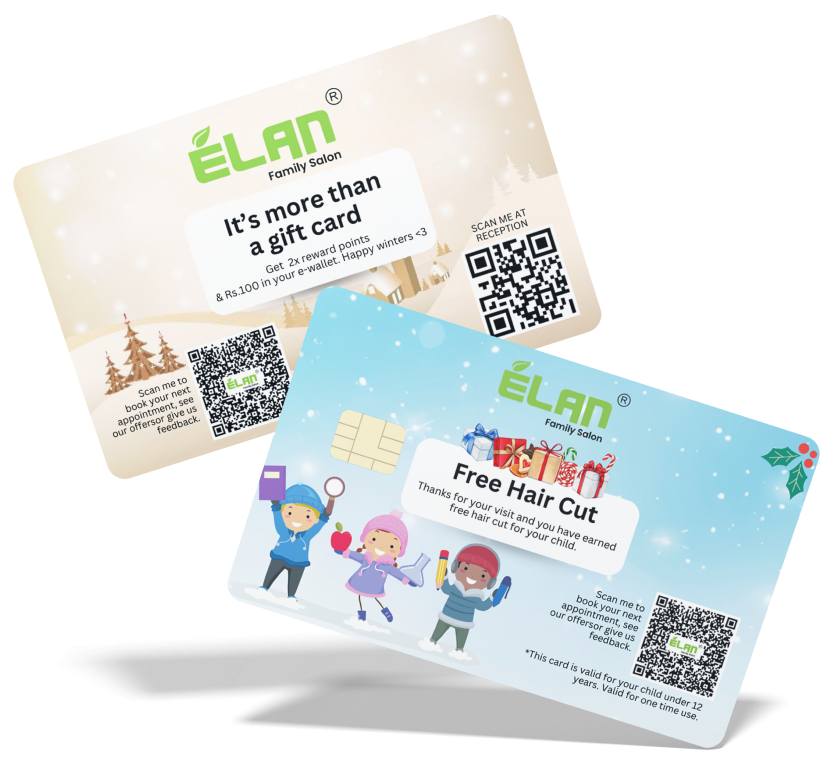 ÉLAN ®
Family Salon
It's more than
a gift card
Get 2x reward points
& Rs.100 in your e-wallet. Happy winters <3
SCAN ME AT
RECEPTION
Scan me to
book your next
appointment, see
our offersor give us
feedback.
ÉLAN
ÉLAN ®
Family Salon
Free Hair Cut
Thanks for your visit and you have earned
free hair cut for your child.
Scan me to
book your next
appointment, see
our offersor give us
feedback.
ÉLAN
*This card is valid for your child under 12
years. Valid for one time use.